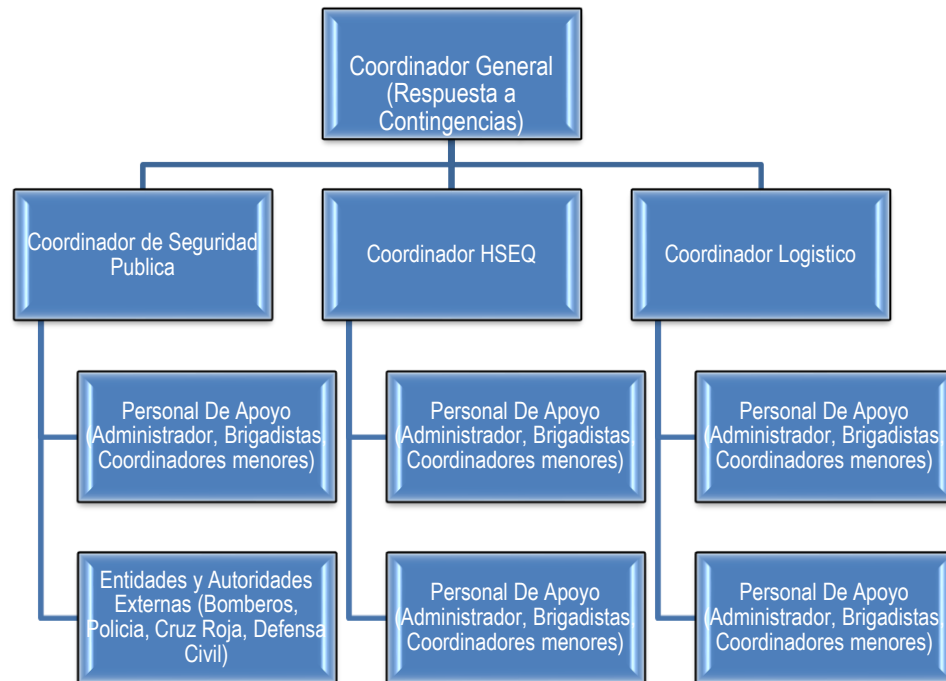 Coordinador General
(Respuesta a
Contingencias)
Coordinador de Seguridad
Publica
Coordinador HSEQ
Coordinador Logistico
Personal De Apoyo
(Administrador, Brigadistas,
Coordinadores menores)
Personal De Apoyo
(Administrador, Brigadistas,
Coordinadores menores)
Personal De Apoyo
(Administrador, Brigadistas,
Coordinadores menores)
Entidades y Autoridades
Externas (Bomberos,
Policia, Cruz Roja, Defensa
Civil)
Personal De Apoyo
(Administrador, Brigadistas,
Coordinadores menores)
Personal De Apoyo
(Administrador, Brigadistas,
Coordinadores menores)